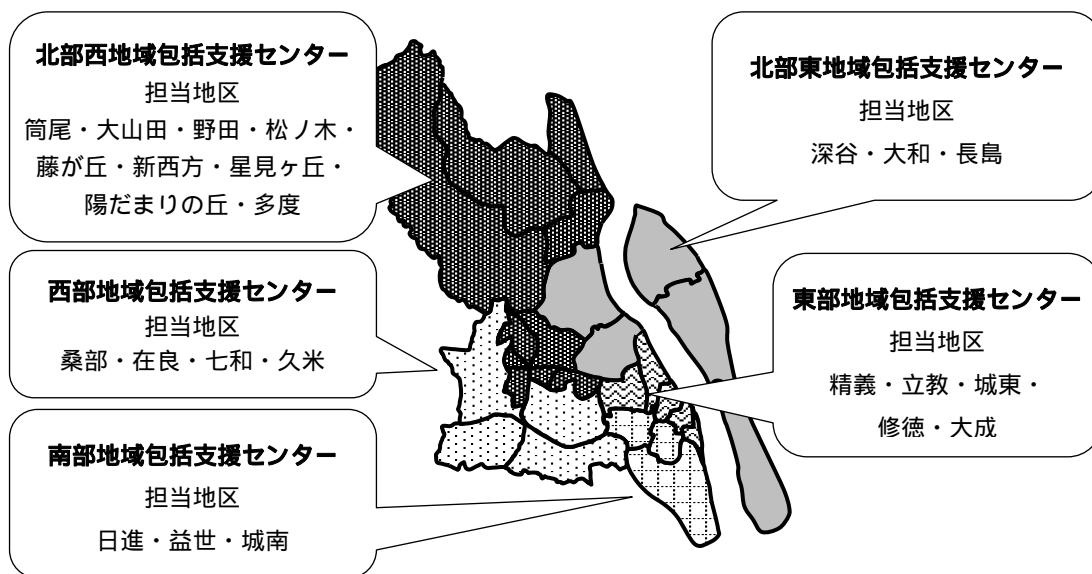 北部西地域包括支援センター
担当地区
筒尾・大山田・野田・松ノ木・
藤が丘・新西方・星見ヶ丘・
陽だまりの丘・多度
北部東地域包括支援センター
担当地区
深谷・大和・長島
西部地域包括支援センター
担当地区
桑部・在良・七和・久米
東部地域包括支援センター
担当地区
精義・立教・城東・
修徳・大成
南部地域包括支援センター
担当地区
日進・益世・城南